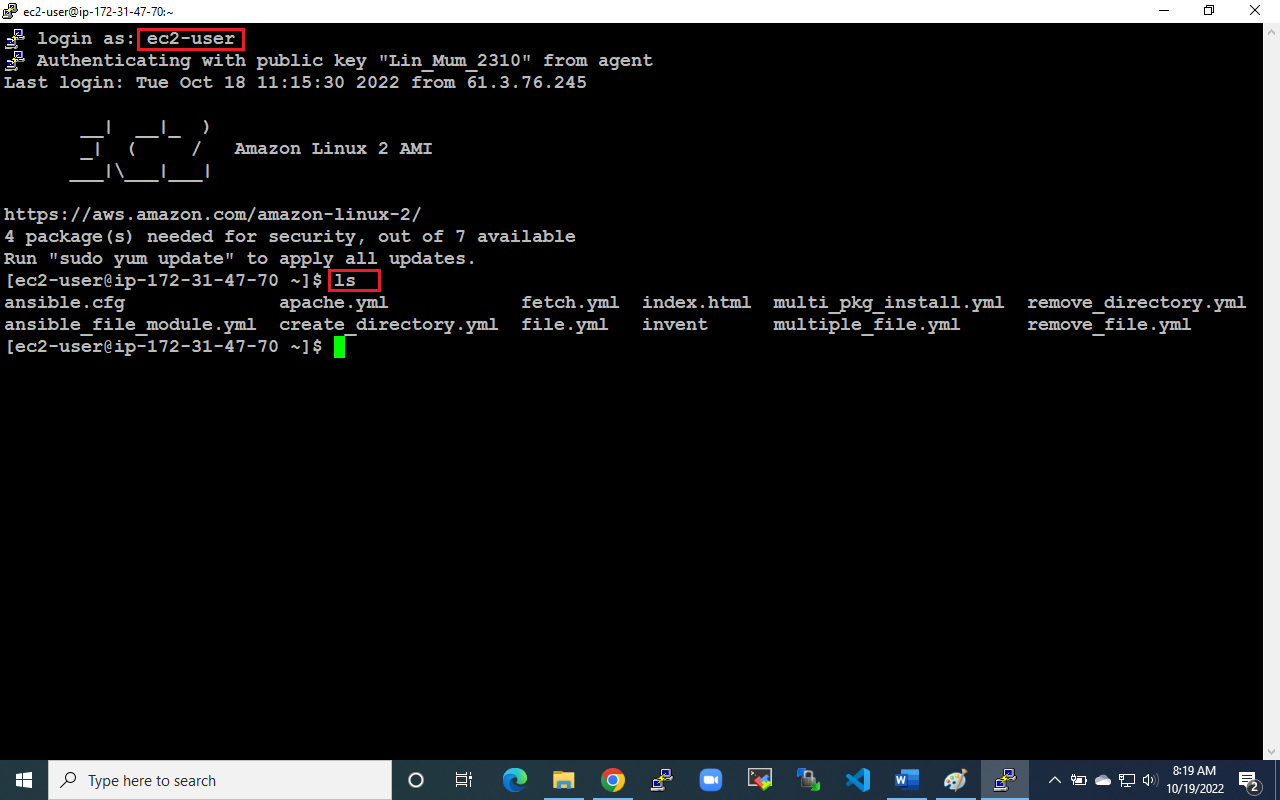 ec2-user@ip-172-31-47-70:~
login as: ec2-user
Authenticating with public key "Lin_Mum_2310" from agent
Last login: Tue Oct 18 11:15:30 2022 from 61.3.76.245
       __|  __|_  )
       _|  (     /   Amazon Linux 2 AMI
      ___|\___|___|
https://aws.amazon.com/amazon-linux-2/
4 package(s) needed for security, out of 7 available
Run "sudo yum update" to apply all updates.
[ec2-user@ip-172-31-47-70 ~]$ ls
ansible.cfg              apache.yml            fetch.yml  index.html  multi_pkg_install.yml  remove_directory.yml
ansible_file_module.yml  create_directory.yml  file.yml   invent      multiple_file.yml      remove_file.yml
[ec2-user@ip-172-31-47-70 ~]$
Type here to search
8:19 AM
10/19/2022
2